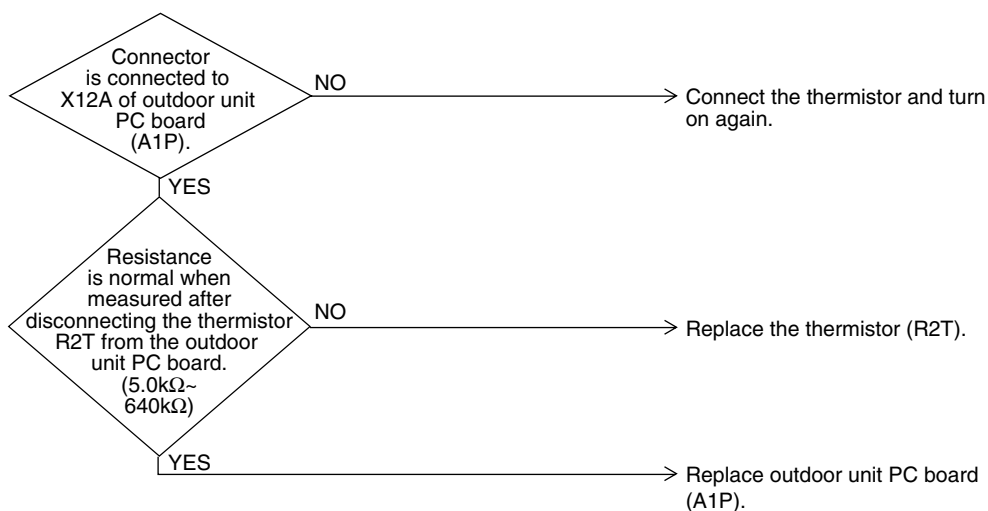 Connector
is connected to
X12A of outdoor unit
PC board
(A1P).
NO
Connect the thermistor and turn
on again.
YES
Resistance
is normal when
measured after
disconnecting the thermistor
R2T from the outdoor
unit PC board.
(5.0kΩ~
640kΩ)
NO
Replace the thermistor (R2T).
YES
Replace outdoor unit PC board
(A1P).